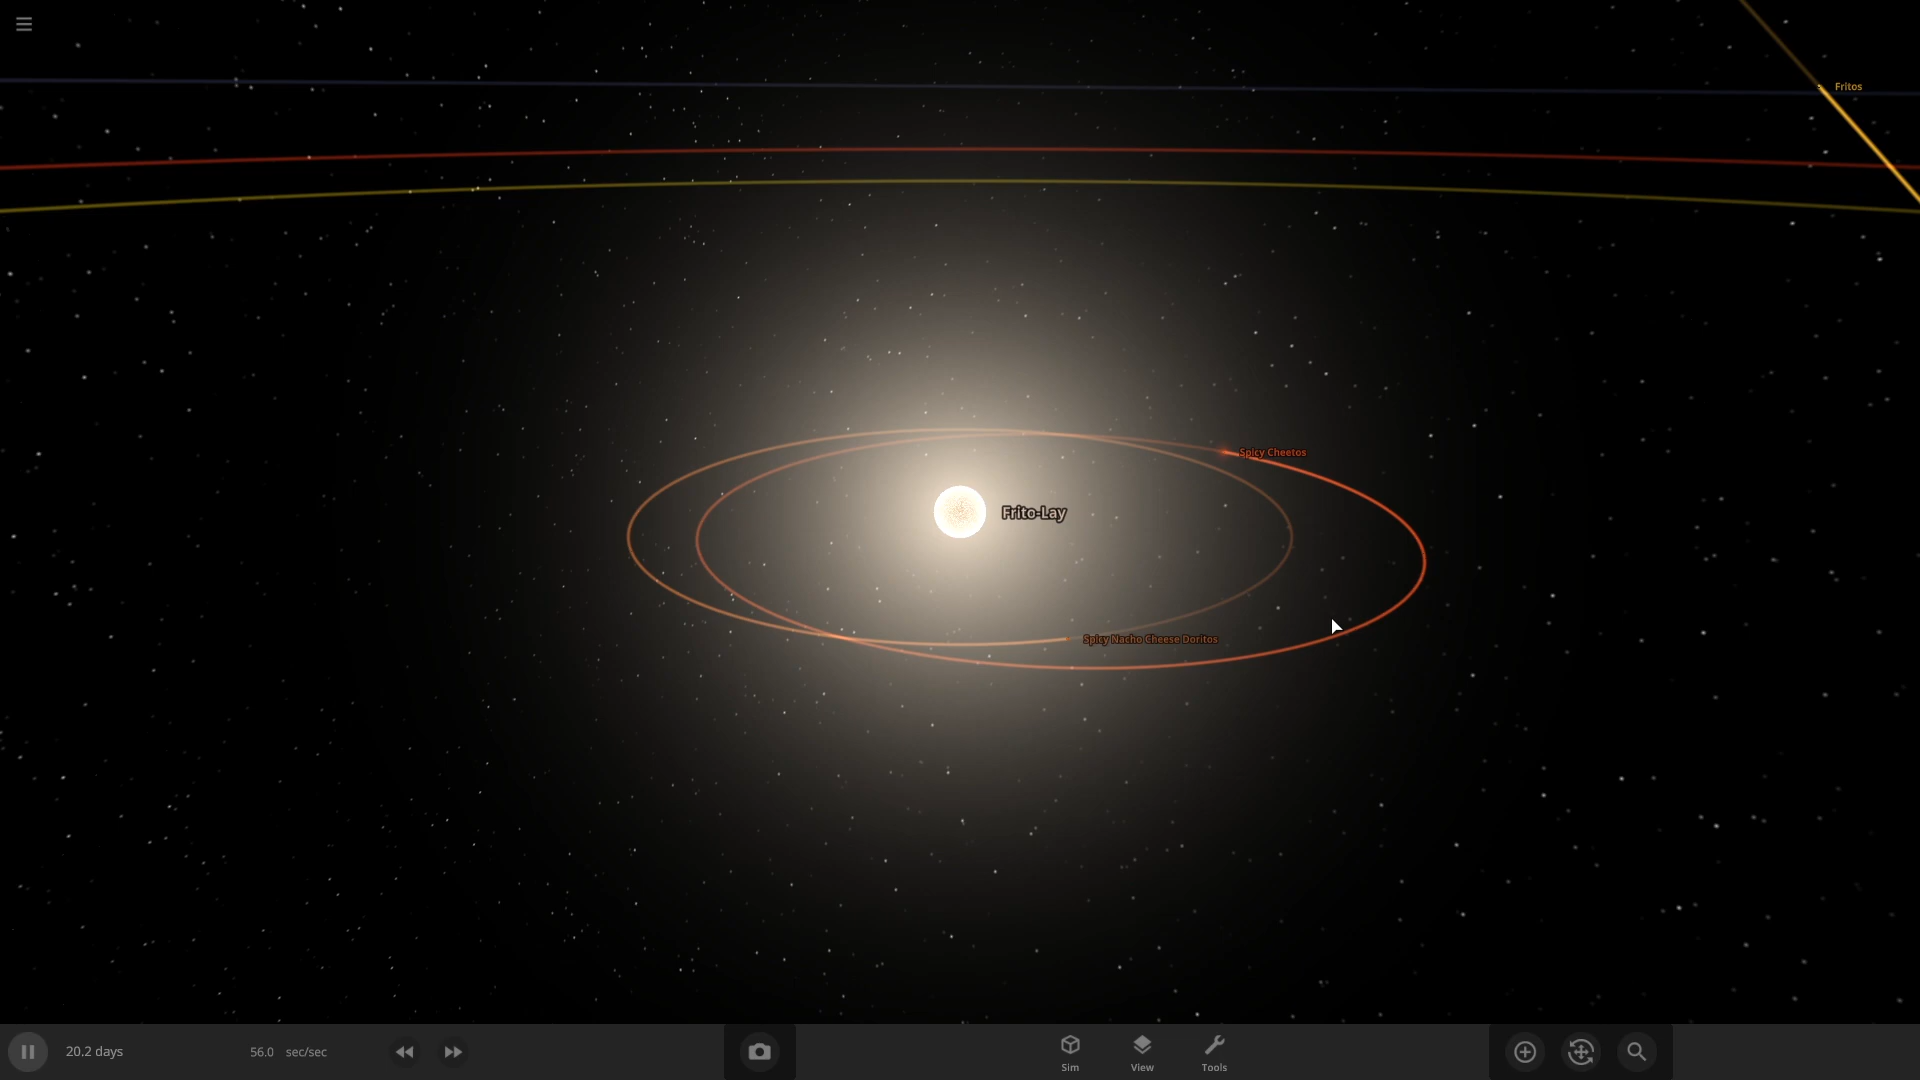 Fritos
Spicy Cheetos
Frito-Lay
Spicy Nacho Cheese Doritos
20.2 days
56.0 sec/sec
Sim
View
Tools